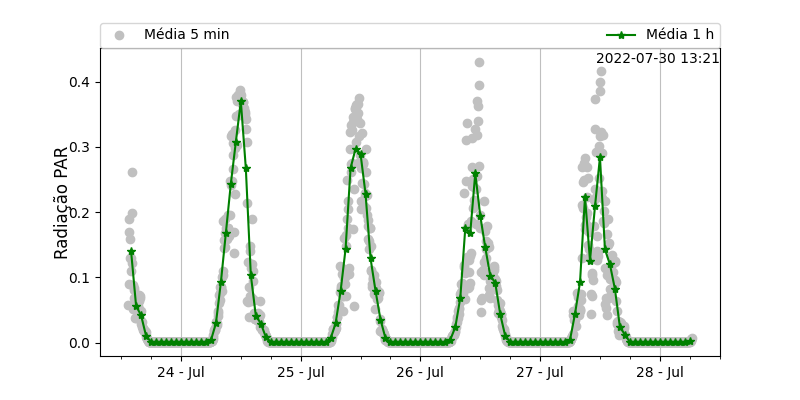 Média 5 min
Média 1 h
2022-07-30 13:21
Radiação PAR
0.4
0.3
0.2
0.1
0.0
24 - Jul
25 - Jul
26 - Jul
27 - Jul
28 - Jul